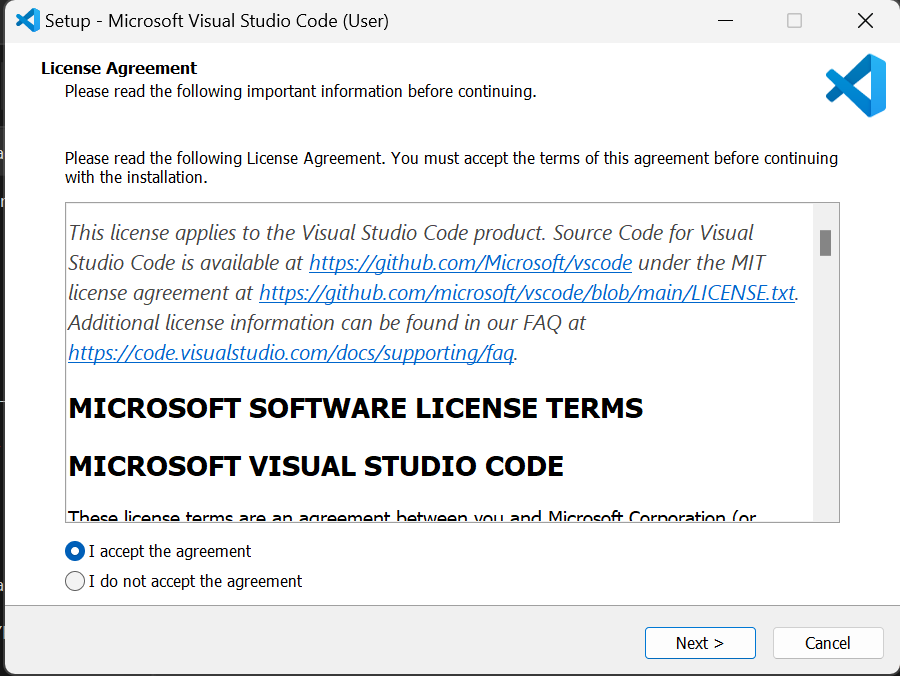 Setup - Microsoft Visual Studio Code (User)
License Agreement
Please read the following important information before continuing.
Please read the following License Agreement. You must accept the terms of this agreement before continuing
with the installation.
This license applies to the Visual Studio Code product. Source Code for Visual
Studio Code is available at https://github.com/Microsoft/vscode under the MIT
license agreement at https://github.com/microsoft/vscode/blob/main/LICENSE.txt.
Additional license information can be found in our FAQ at
https://code.visualstudio.com/docs/supporting/faq.
MICROSOFT SOFTWARE LICENSE TERMS
MICROSOFT VISUAL STUDIO CODE
These license terms are an agreement between you and Microsoft Corporation (or
I accept the agreement
I do not accept the agreement
Next >
Cancel